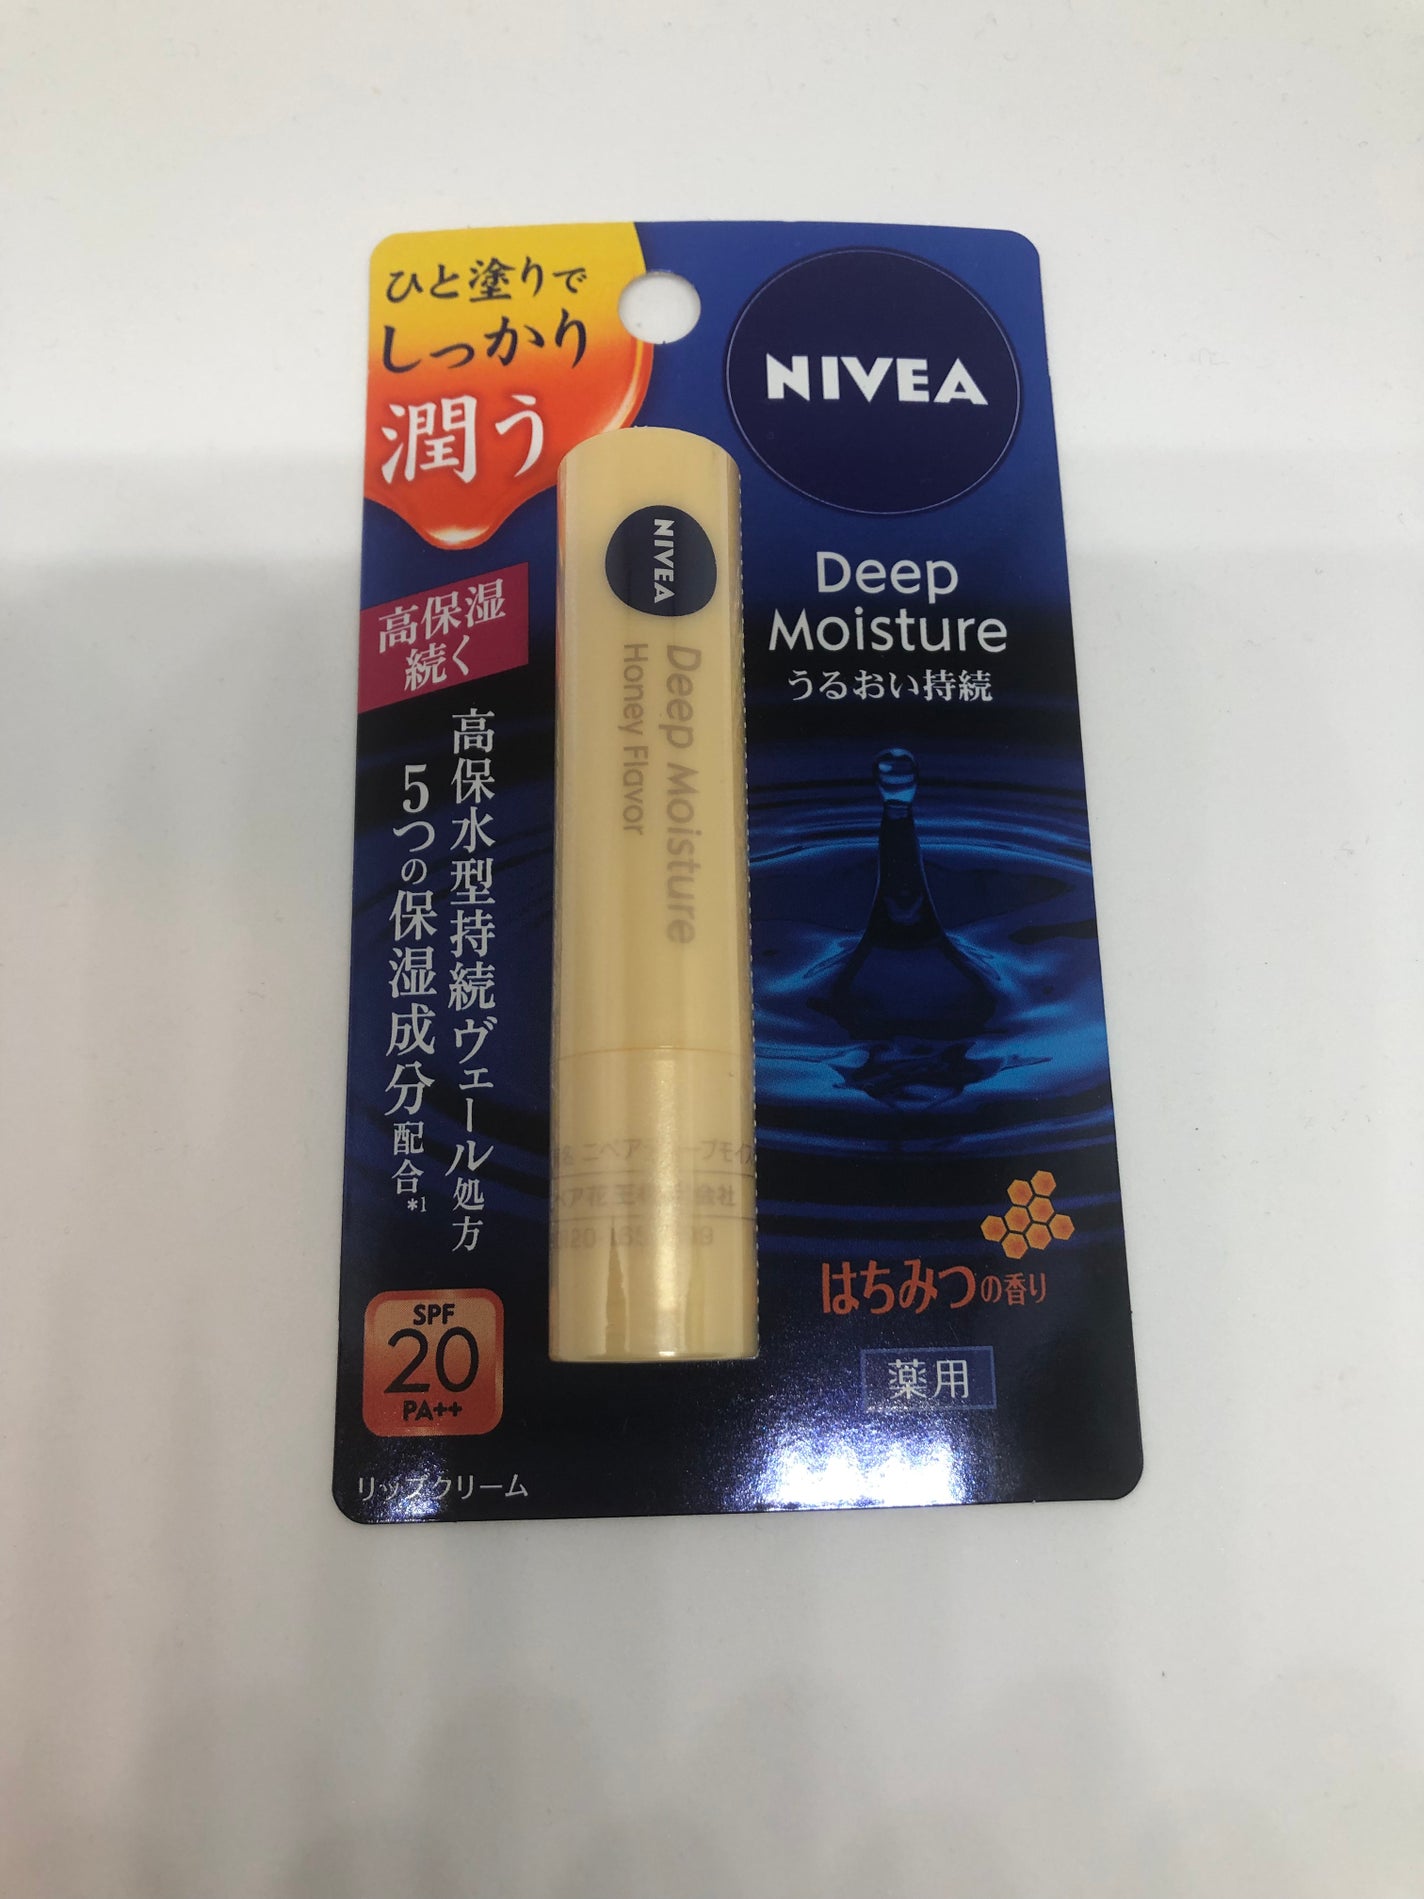 ひと塗りで
しっかり
潤う
NIVEA
Deep
Moisture
うるおい持続
高保湿
続く
高保水型持続ヴェール処方
5つの保湿成分配合*1
NIVEA
Deep Moisture
Honey Flavor
はちみつの香り
薬用
SPF
20
PA++
リップクリーム